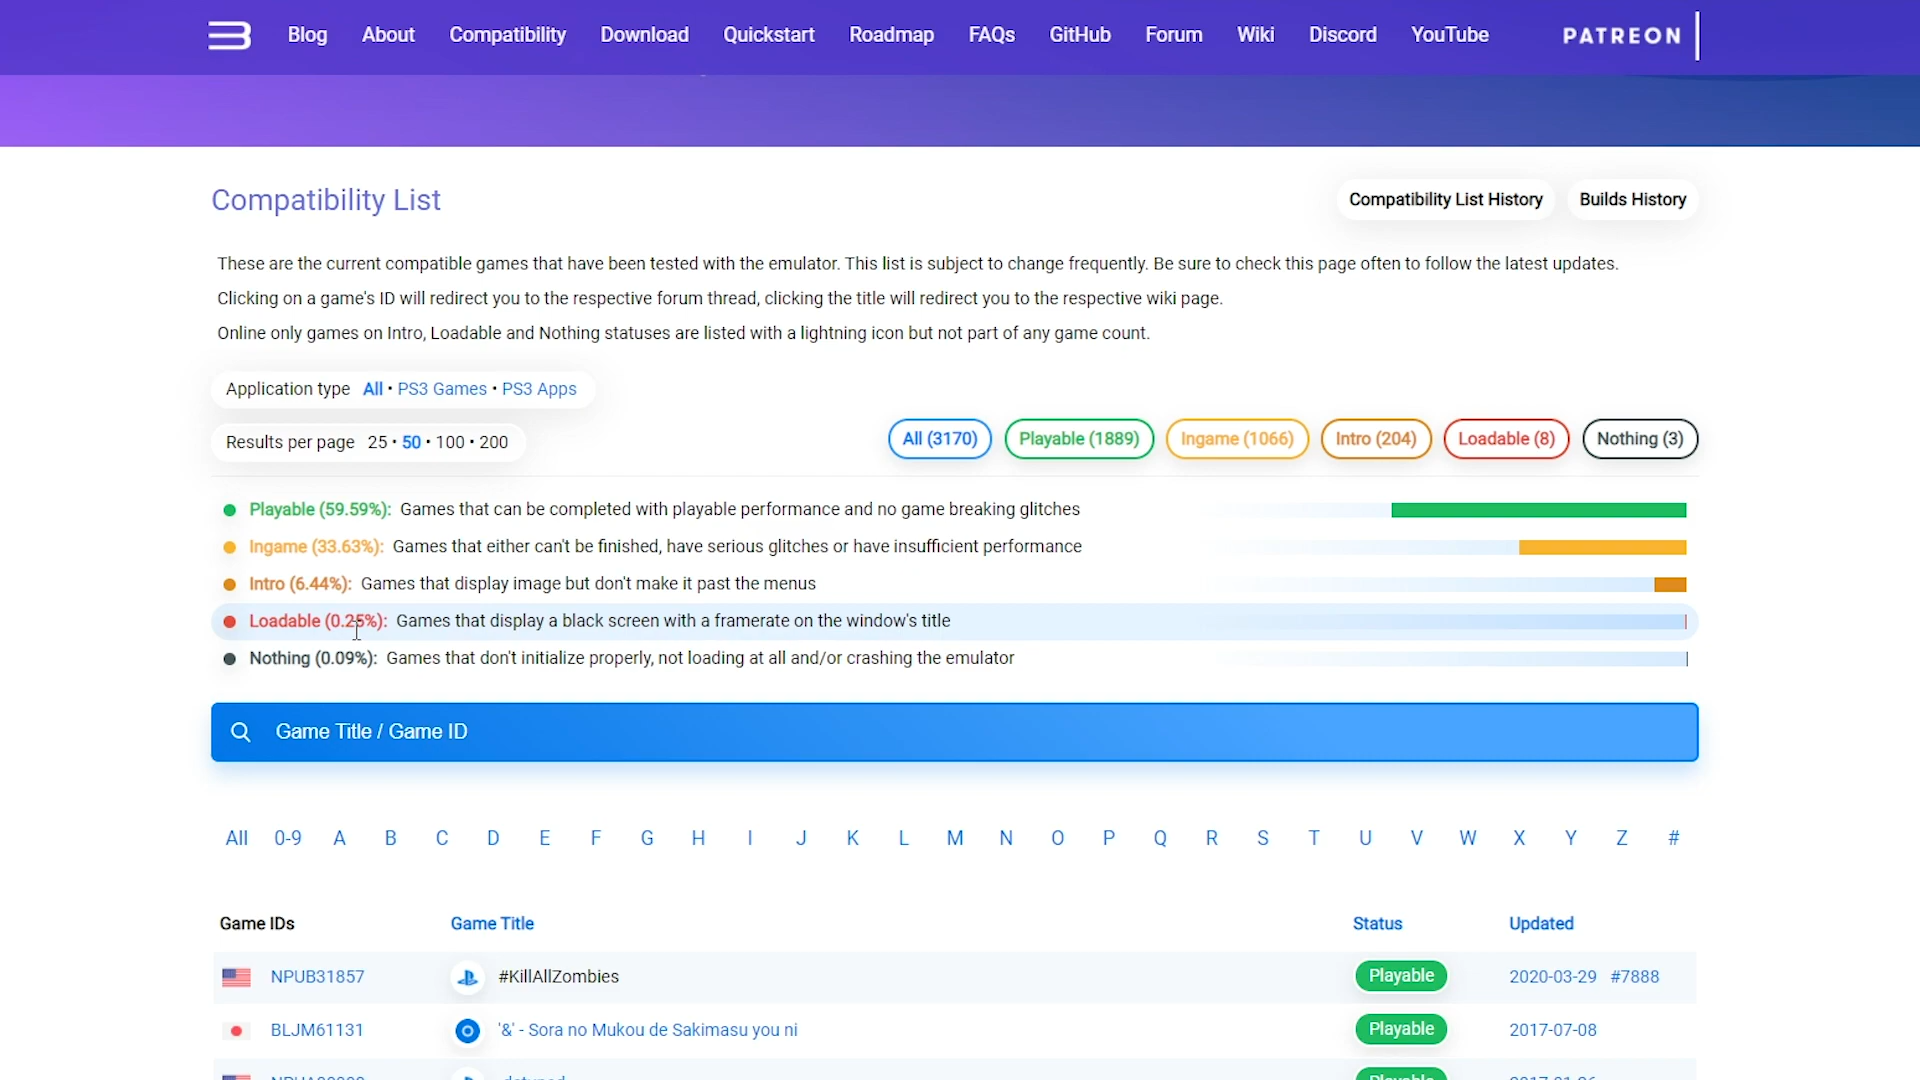 Blog About Compatibility Download Quickstart Roadmap FAQs GitHub Forum Wiki Discord YouTube PATREON
Compatibility List
Compatibility List History Builds History
These are the current compatible games that have been tested with the emulator. This list is subject to change frequently. Be sure to check this page often to follow the latest updates.
Clicking on a game's ID will redirect you to the respective forum thread, clicking the title will redirect you to the respective wiki page.
Online only games on Intro, Loadable and Nothing statuses are listed with a lightning icon but not part of any game count.
Application type All • PS3 Games • PS3 Apps
Results per page 25 • 50 • 100 • 200
All (3170) Playable (1889) Ingame (1066) Intro (204) Loadable (8) Nothing (3)
Playable (59.59%): Games that can be completed with playable performance and no game breaking glitches
Ingame (33.63%): Games that either can't be finished, have serious glitches or have insufficient performance
Intro (6.44%): Games that display image but don't make it past the menus
Loadable (0.25%): Games that display a black screen with a framerate on the window's title
Nothing (0.09%): Games that don't initialize properly, not loading at all and/or crashing the emulator
Game Title / Game ID
All 0-9 A B C D E F G H I J K L M N O P Q R S T U V W X Y Z #
Game IDs Game Title Status Updated
NPUB31857 #KillAllZombies Playable 2020-03-29 #7888
BLJM61131 '&' - Sora no Mukou de Sakimasu you ni Playable 2017-07-08
Playable